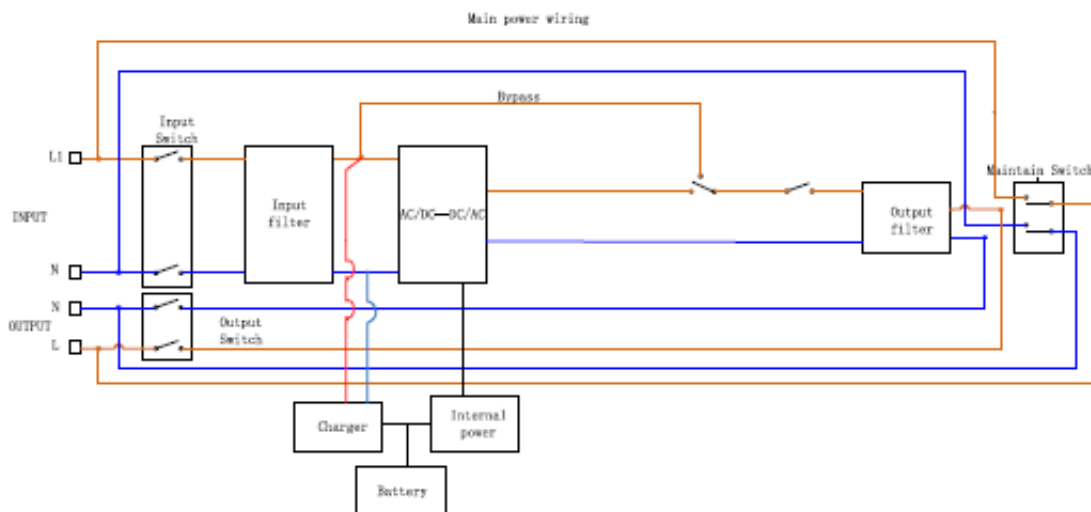 Main power wiring
Bypass
Input
Switch
L1
Maintain Switch
Input
filter
AC/DC—DC/AC
Output
filter
INPUT
N
N
OUTPUT
Output
Switch
L
Charger
Internal
power
Battery